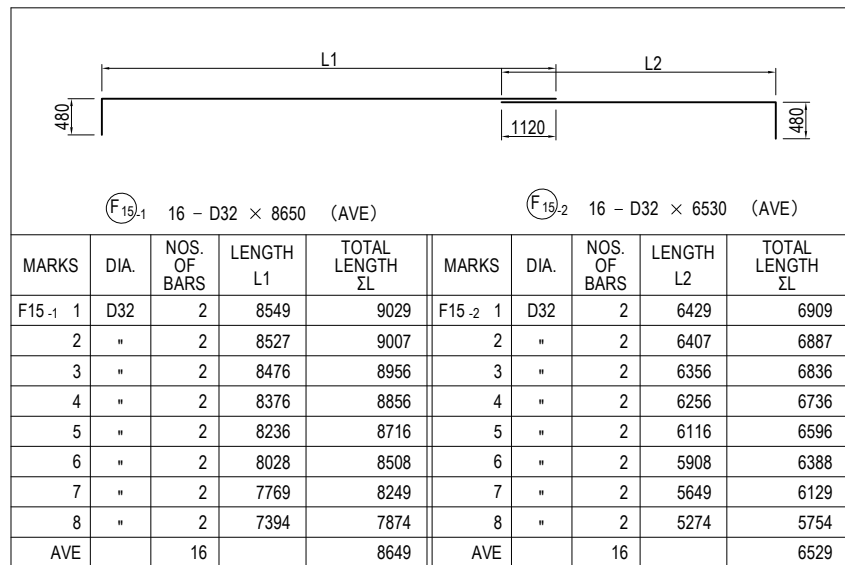 L1
L2
480
1120
480
F15-1 16 – D32 × 8650 (AVE)
F15-2 16 – D32 × 6530 (AVE)
MARKS DIA. NOS. OF BARS LENGTH L1 TOTAL LENGTH ΣL MARKS DIA. NOS. OF BARS LENGTH L2 TOTAL LENGTH ΣL
F15 -1 1 D32 2 8549 9029 F15 -2 1 D32 2 6429 6909
2 " 2 8527 9007 2 " 2 6407 6887
3 " 2 8476 8956 3 " 2 6356 6836
4 " 2 8376 8856 4 " 2 6256 6736
5 " 2 8236 8716 5 " 2 6116 6596
6 " 2 8028 8508 6 " 2 5908 6388
7 " 2 7769 8249 7 " 2 5649 6129
8 " 2 7394 7874 8 " 2 5274 5754
AVE 16 8649 AVE 16 6529